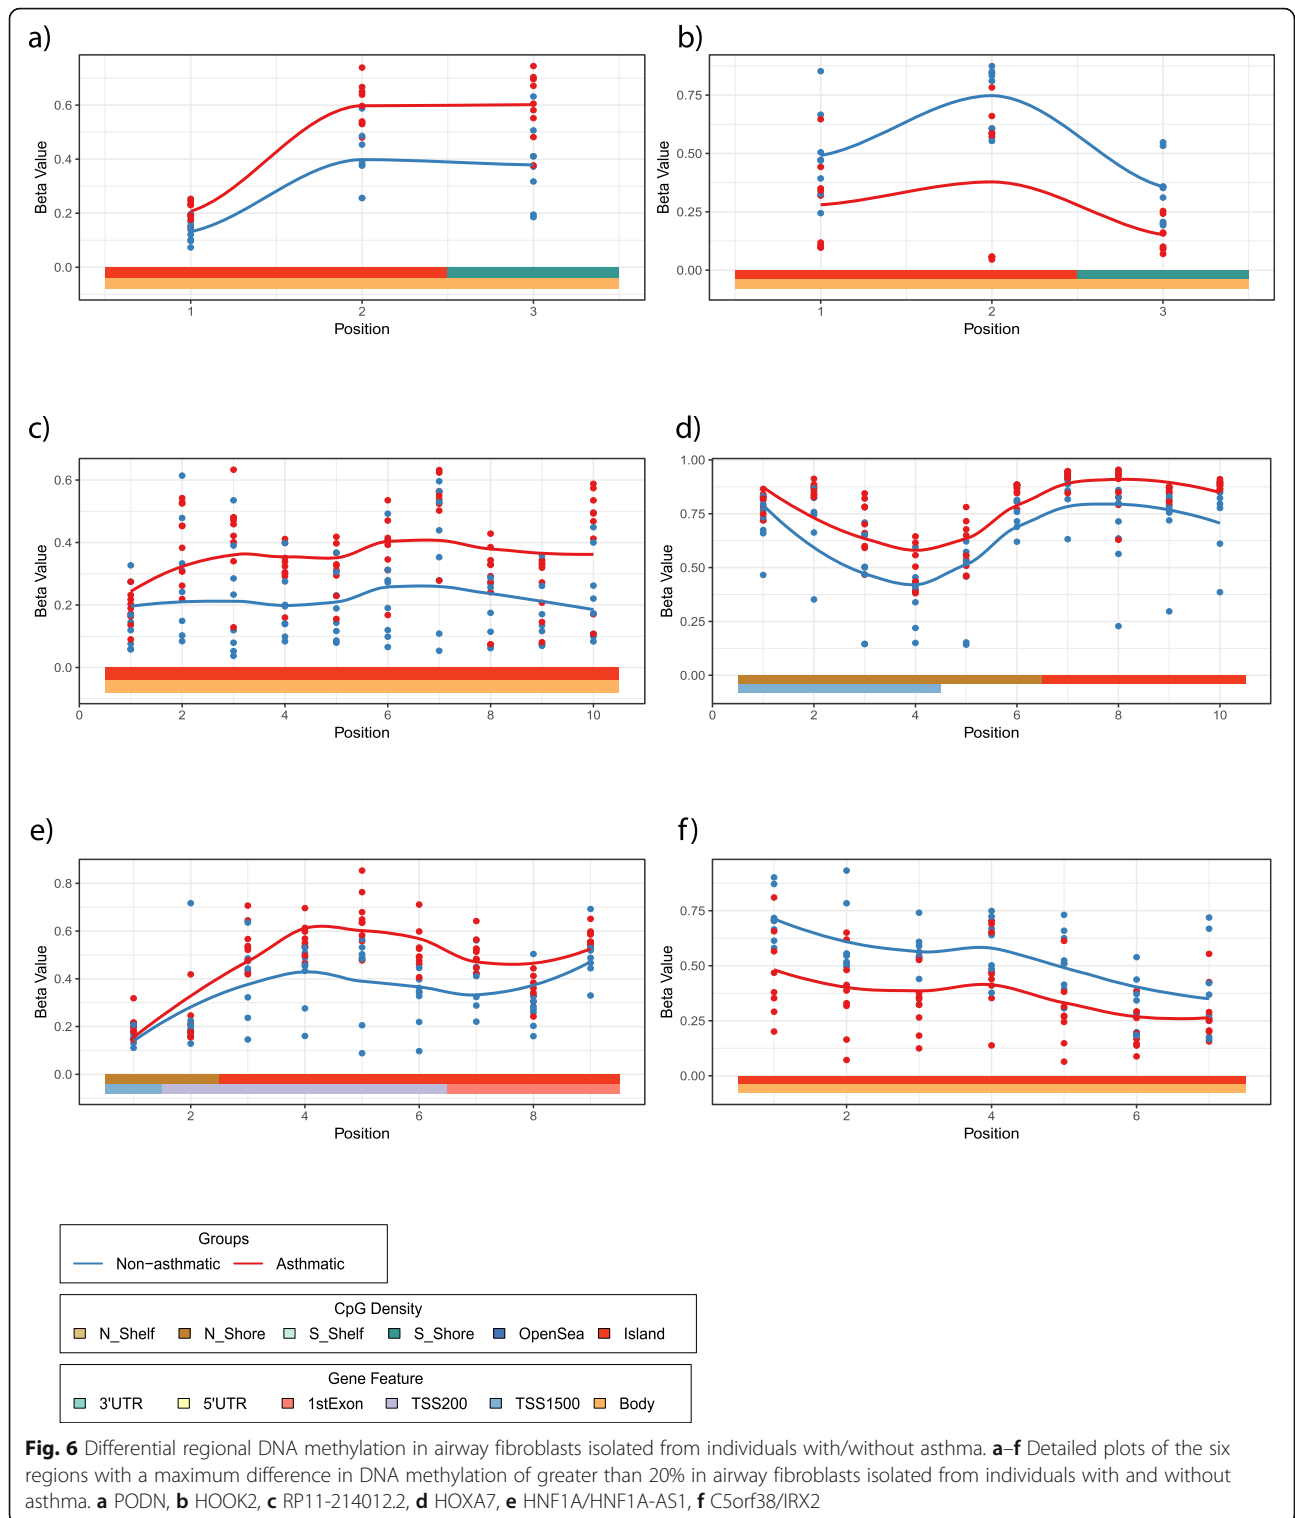 a)
0.6
0.4
0.2
0.0
Beta Value
1 2 3
Position
b)
0.75
0.50
0.25
0.00
Beta Value
1 2 3
Position
c)
0.6
0.4
0.2
0.0
Beta Value
0 2 4 6 8 10
Position
d)
1.00
0.75
0.50
0.25
0.00
Beta Value
0 2 4 6 8 10
Position
e)
0.8
0.6
0.4
0.2
0.0
Beta Value
2 4 6 8
Position
f)
0.75
0.50
0.25
0.00
Beta Value
2 4 6
Position
Groups
Non−asthmatic Asthmatic
CpG Density
N_Shelf N_Shore S_Shelf S_Shore OpenSea Island
Gene Feature
3'UTR 5'UTR 1stExon TSS200 TSS1500 Body
Fig. 6 Differential regional DNA methylation in airway fibroblasts isolated from individuals with/without asthma. a–f Detailed plots of the six
regions with a maximum difference in DNA methylation of greater than 20% in airway fibroblasts isolated from individuals with and without
asthma. a PODN, b HOOK2, c RP11-214012.2, d HOXA7, e HNF1A/HNF1A-AS1, f C5orf38/IRX2